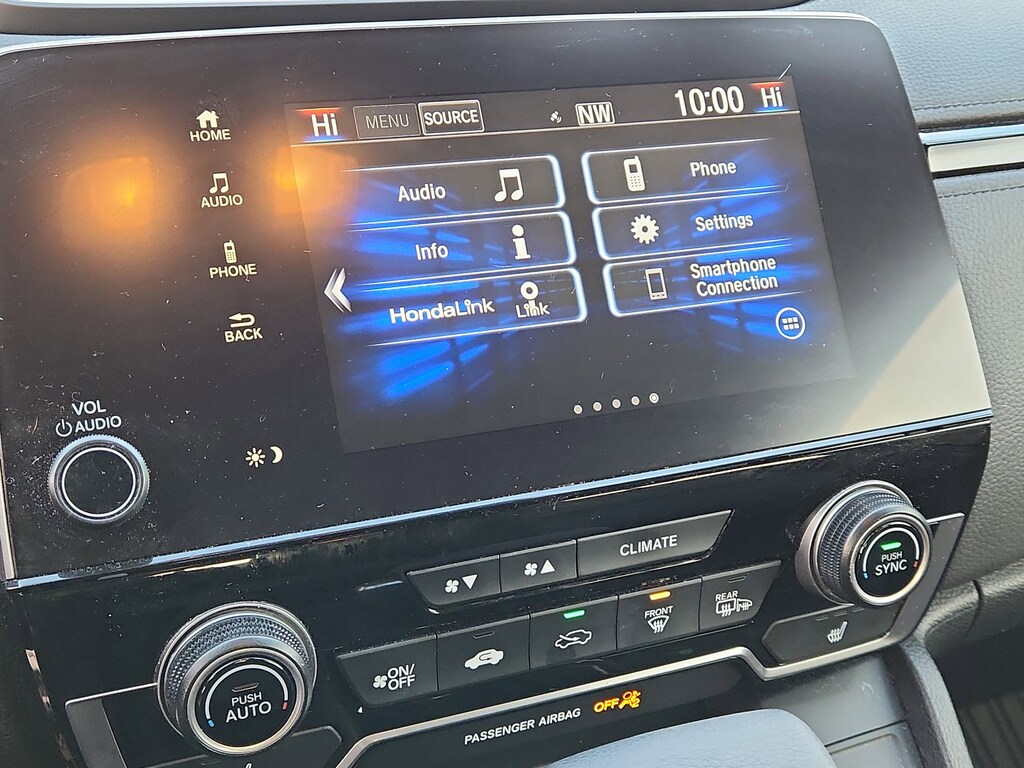 HOME
AUDIO
PHONE
BACK
VOL
AUDIO
Hi MENU SOURCE NW 10:00 Hi
Audio
Phone
Info
Settings
HondaLink Link
Smartphone
Connection
CLIMATE
PUSH
SYNC
ON/
OFF
FRONT
REAR
PUSH
AUTO
PASSENGER AIRBAG OFF